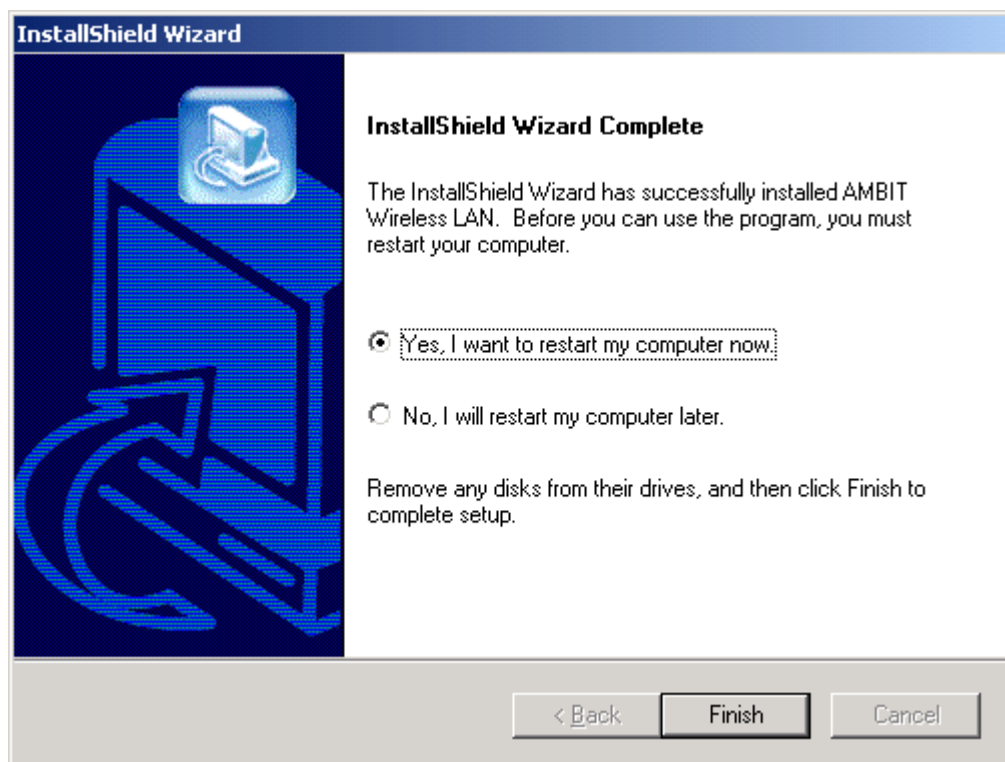 InstallShield Wizard
InstallShield Wizard Complete
The InstallShield Wizard has successfully installed AMBIT
Wireless LAN.  Before you can use the program, you must
restart your computer.
Yes, I want to restart my computer now.
No, I will restart my computer later.
Remove any disks from their drives, and then click Finish to
complete setup.
< Back
Finish
Cancel